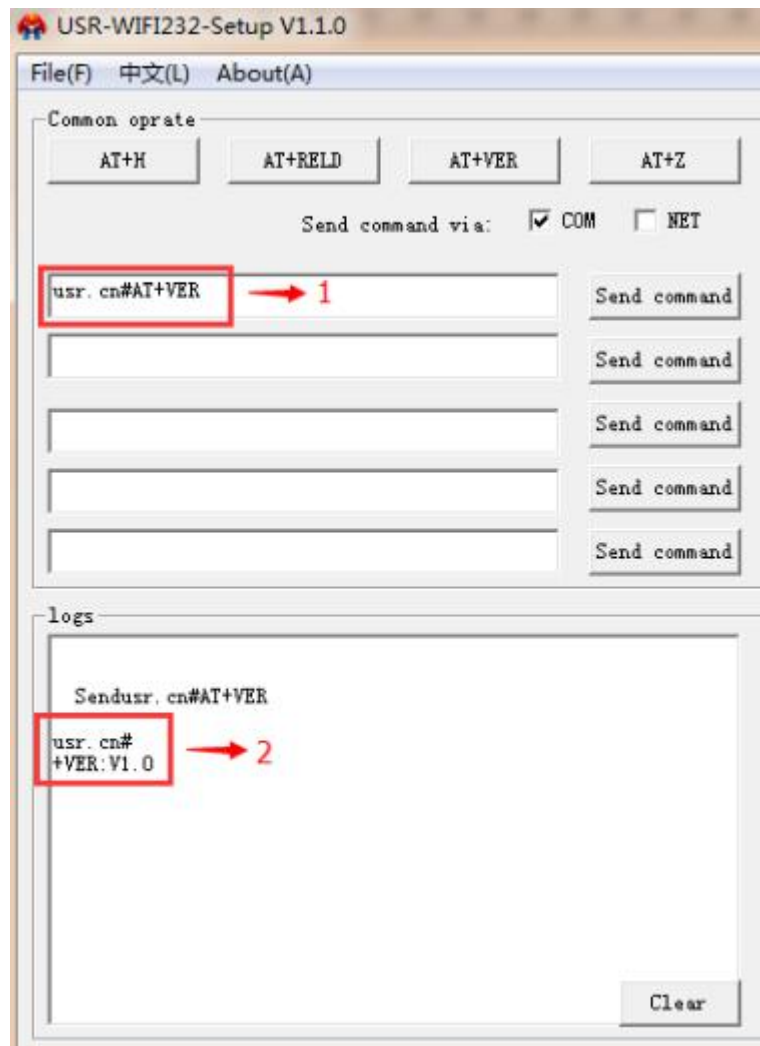 USR-WIFI232-Setup V1.1.0
File(F) 中文(L) About(A)
Common oprate
AT+H AT+RELD AT+VER AT+Z
Send command via: COM NET
usr.cn#AT+VER 1 Send command
Send command
Send command
Send command
Send command
logs
Sendusr.cn#AT+VER
usr.cn#
+VER:V1.0 2
Clear